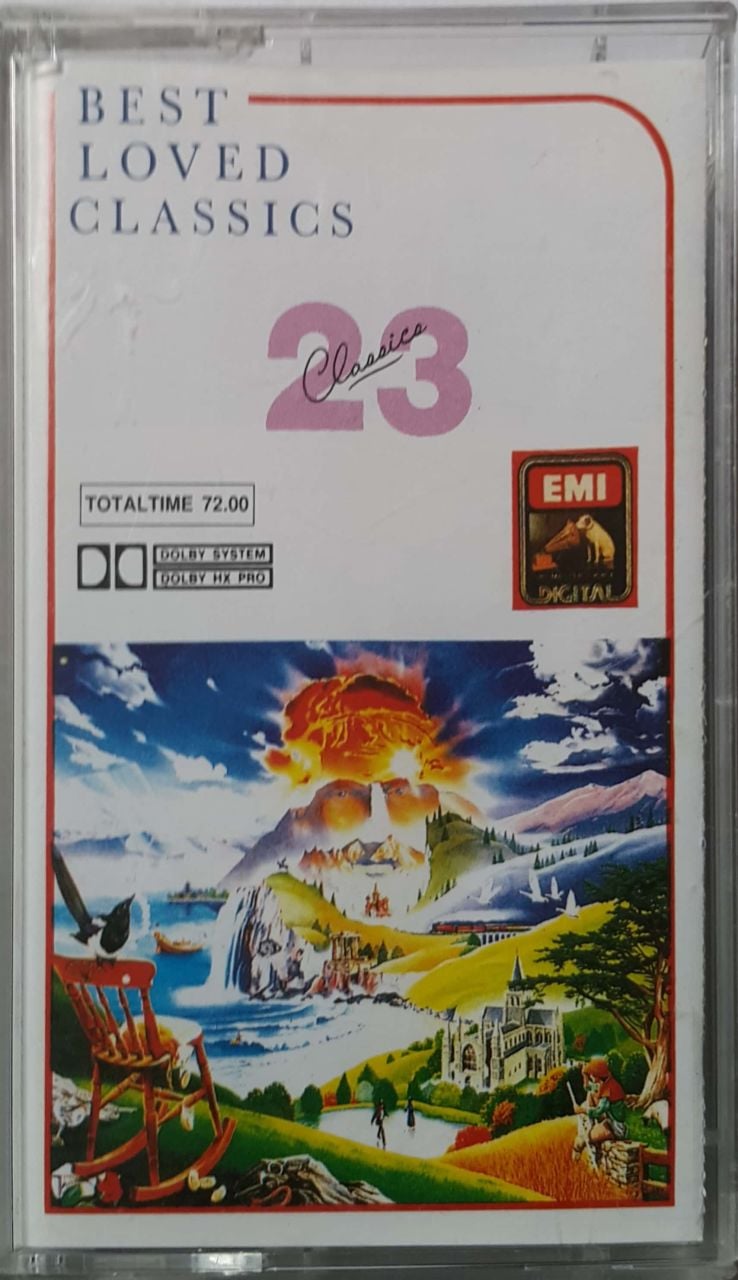 BEST
LOVED
CLASSICS
23
Classics
TOTALTIME 72.00
DOLBY SYSTEM
DOLBY HX PRO
EMI
DIGITAL